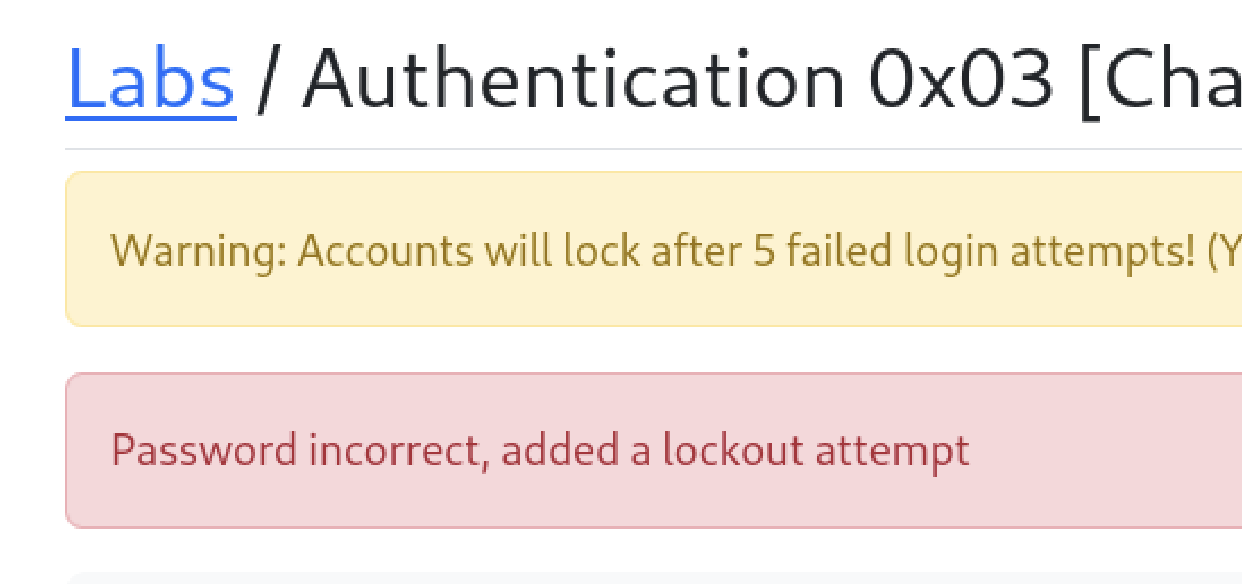 Labs / Authentication 0x03 [Cha
Warning: Accounts will lock after 5 failed login attempts! (Y
Password incorrect, added a lockout attempt